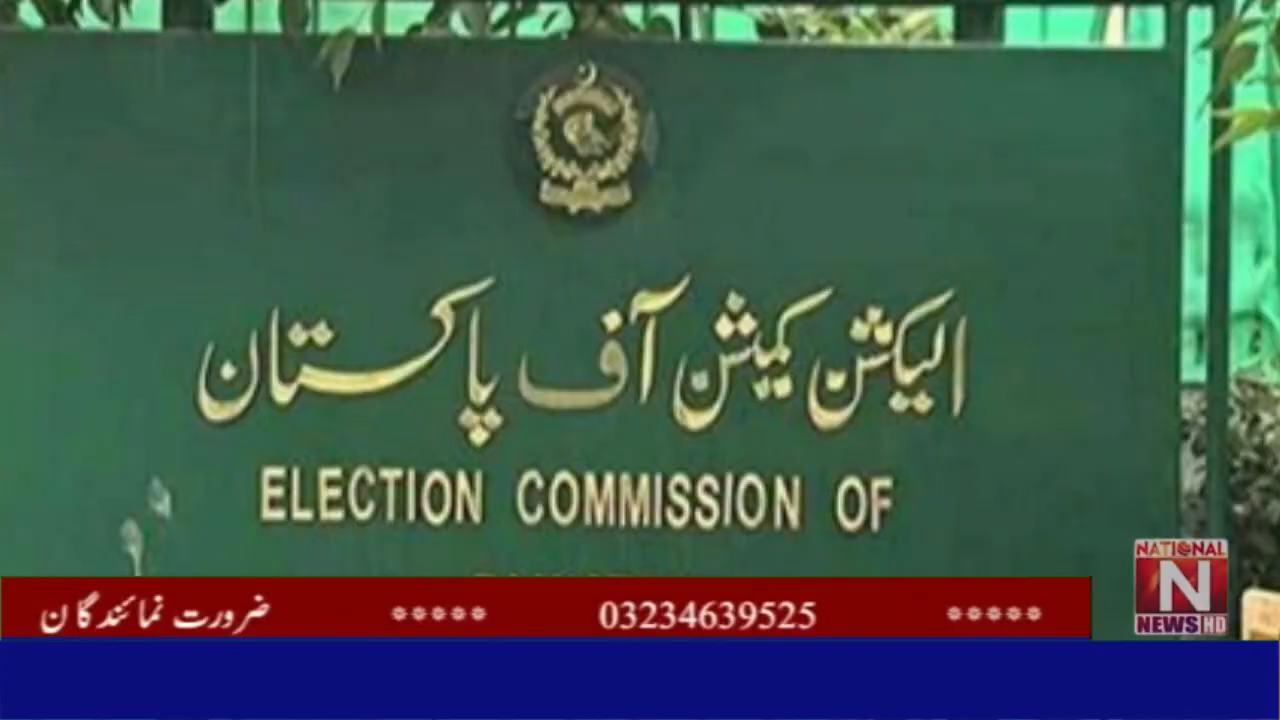 الیکشن کمیشن آف پاکستان
ELECTION COMMISSION OF
ضرورت نمائندگان ***** 03234639525 *****
NATIONAL
N
NEWS HD